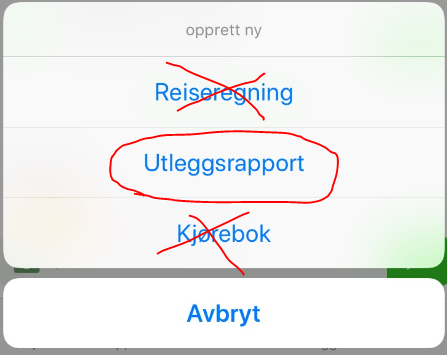 opprett ny
Reiseregning
Utleggsrapport
Kjørebok
Avbryt